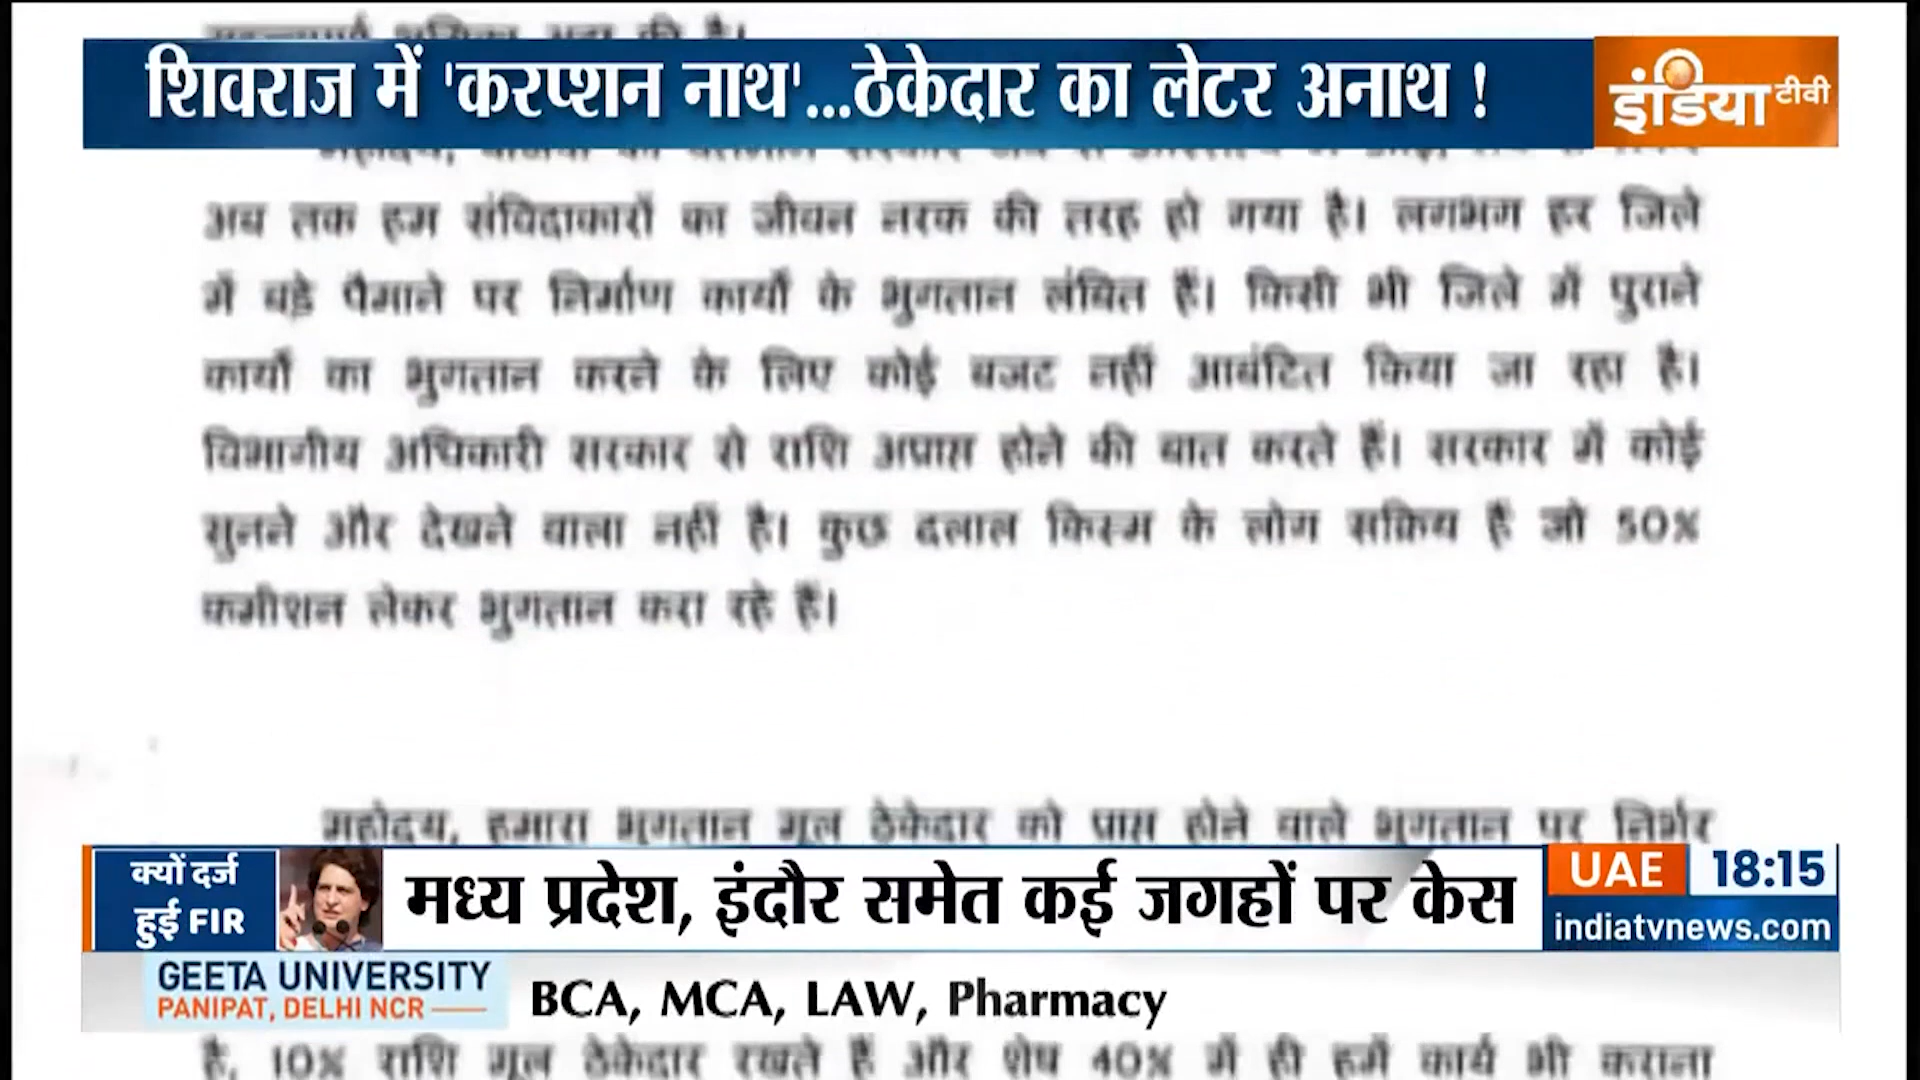 शिवराज में 'करप्शन नाथ'...ठेकेदार का लेटर अनाथ !
इंडिया टीवी
अब तक हम संविदाकारों का जीवन नरक की तरह हो गया है। लगभग हर जिले
में बड़े पैमाने पर निर्माण कार्यों के भुगतान लंबित हैं। किसी भी जिले में पुराने
कार्यों का भुगतान करने के लिए कोई बजट नहीं आबंटित किया जा रहा है।
विभागीय अधिकारी सरकार से राशि अप्राप्त होने की बात करते हैं। सरकार में कोई
सुनने और देखने वाला नहीं है। कुछ दलाल किस्म के लोग सक्रिय हैं जो 50%
कमीशन लेकर भुगतान करा रहे हैं।
महोदय, हमारा भुगतान मूल ठेकेदार को प्राप्त होने वाले भुगतान पर निर्भर
क्यों दर्ज
हुई FIR
मध्य प्रदेश, इंदौर समेत कई जगहों पर केस
UAE 18:15
indiatvnews.com
GEETA UNIVERSITY
PANIPAT, DELHI NCR
BCA, MCA, LAW, Pharmacy
है, 10% राशि मूल ठेकेदार रखते हैं और शेष 40% में ही हमें कार्य भी कराना